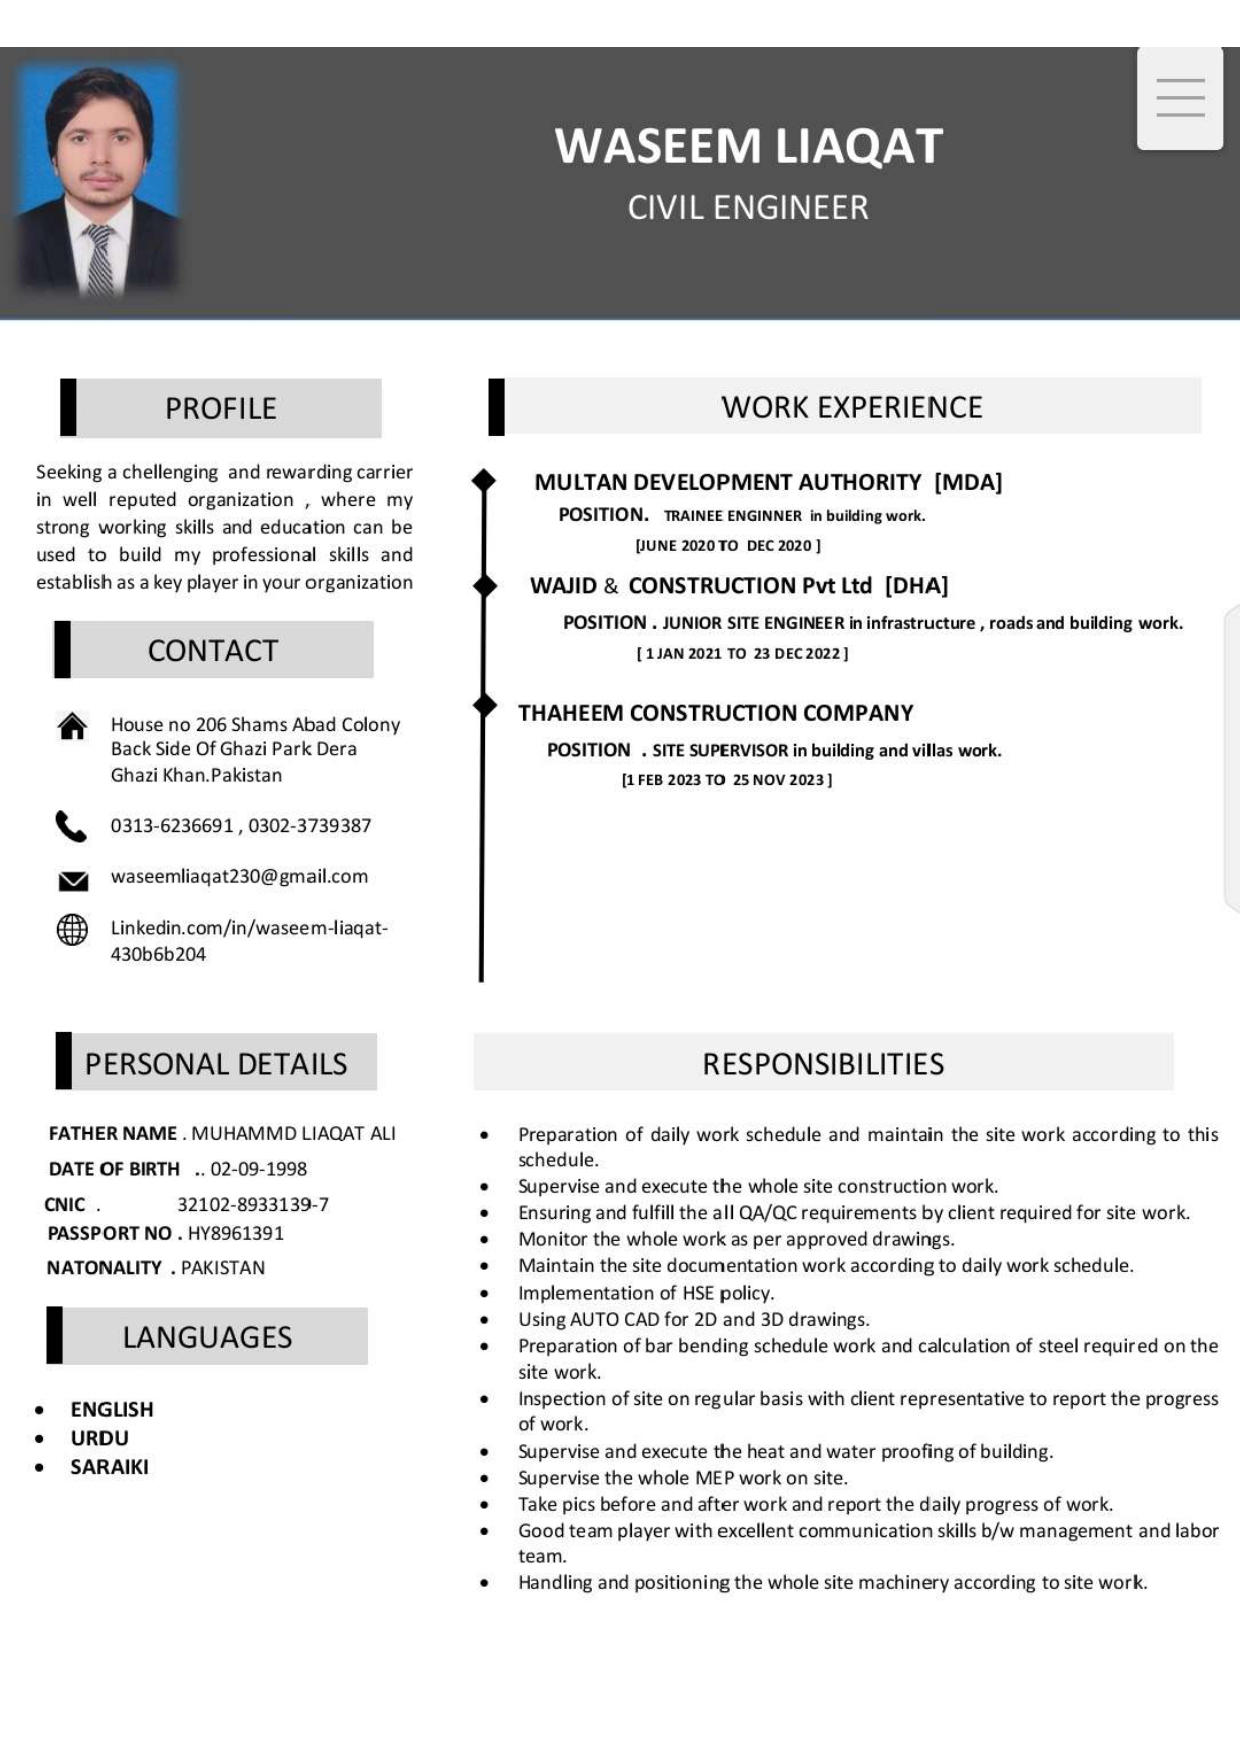 WASEEM LIAQAT
CIVIL ENGINEER
PROFILE
Seeking a chellenging and rewarding carrier
in well reputed organization , where my
strong working skills and education can be
used to build my professional skills and
establish as a key player in your organization
CONTACT
House no 206 Shams Abad Colony
Back Side Of Ghazi Park Dera
Ghazi Khan.Pakistan
0313-6236691 , 0302-3739387
waseemliaqat230@gmail.com
Linkedin.com/in/waseem-liaqat-
430b6b204
WORK EXPERIENCE
MULTAN DEVELOPMENT AUTHORITY [MDA]
POSITION. TRAINEE ENGINNER in building work.
[JUNE 2020 TO DEC 2020 ]
WAJID & CONSTRUCTION Pvt Ltd [DHA]
POSITION . JUNIOR SITE ENGINEER in infrastructure , roads and building work.
[ 1 JAN 2021 TO 23 DEC 2022 ]
THAHEEM CONSTRUCTION COMPANY
POSITION . SITE SUPERVISOR in building and villas work.
[1 FEB 2023 TO 25 NOV 2023 ]
PERSONAL DETAILS
FATHER NAME . MUHAMMD LIAQAT ALI
DATE OF BIRTH .. 02-09-1998
CNIC . 32102-8933139-7
PASSPORT NO . HY8961391
NATONALITY . PAKISTAN
LANGUAGES
• ENGLISH
• URDU
• SARAIKI
RESPONSIBILITIES
• Preparation of daily work schedule and maintain the site work according to this
schedule.
• Supervise and execute the whole site construction work.
• Ensuring and fulfill the all QA/QC requirements by client required for site work.
• Monitor the whole work as per approved drawings.
• Maintain the site documentation work according to daily work schedule.
• Implementation of HSE policy.
• Using AUTO CAD for 2D and 3D drawings.
• Preparation of bar bending schedule work and calculation of steel required on the
site work.
• Inspection of site on regular basis with client representative to report the progress
of work.
• Supervise and execute the heat and water proofing of building.
• Supervise the whole MEP work on site.
• Take pics before and after work and report the daily progress of work.
• Good team player with excellent communication skills b/w management and labor
team.
• Handling and positioning the whole site machinery according to site work.